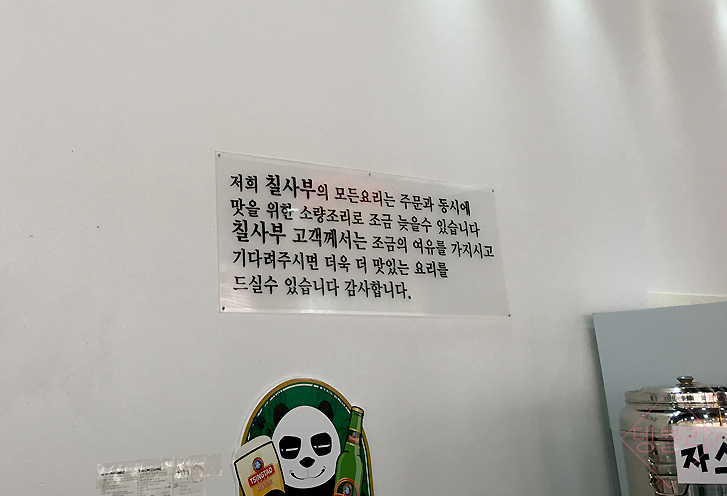 저희 칠사부의 모든요리는 주문과 동시에
맛을 위한 소량조리로 조금 늦을수 있습니다
칠사부 고객께서는 조금의 여유를 가지시고
기다려주시면 더욱 더 맛있는 요리를
드실수 있습니다 감사합니다.
TSINGTAO